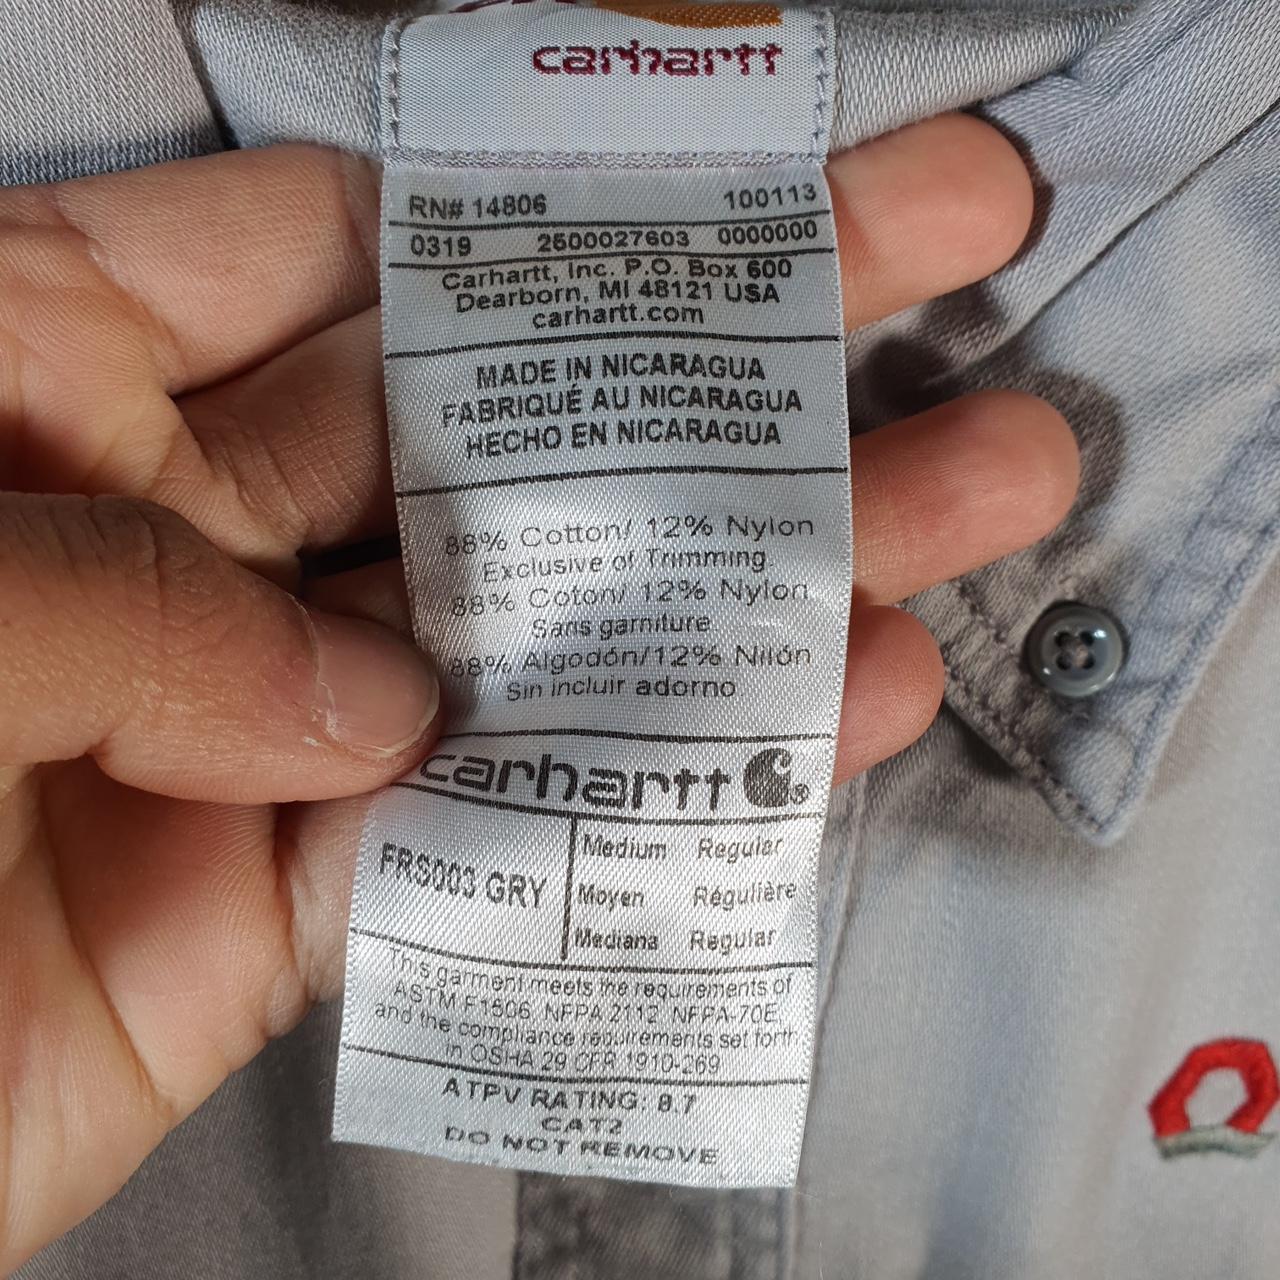 carhartt
RN# 14806 100113
0319 2500027603 0000000
Carhartt, Inc. P.O. Box 600
Dearborn, MI 48121 USA
carhartt.com
MADE IN NICARAGUA
FABRIQUÉ AU NICARAGUA
HECHO EN NICARAGUA
88% Cotton/ 12% Nylon
Exclusive of Trimming.
88% Coton/ 12% Nylon
Sans garniture
88% Algodón/12% Nilón
Sin incluir adorno
carhartt ®
FRS003 GRY
Medium Regular
Moyen Régulière
Mediana Regular
This garment meets the requirements of
ASTM F1506, NFPA 2112, NFPA-70E,
and the compliance requirements set forth
in OSHA 29 CFR 1910-269
ATPV RATING: 8.7
CAT2
DO NOT REMOVE